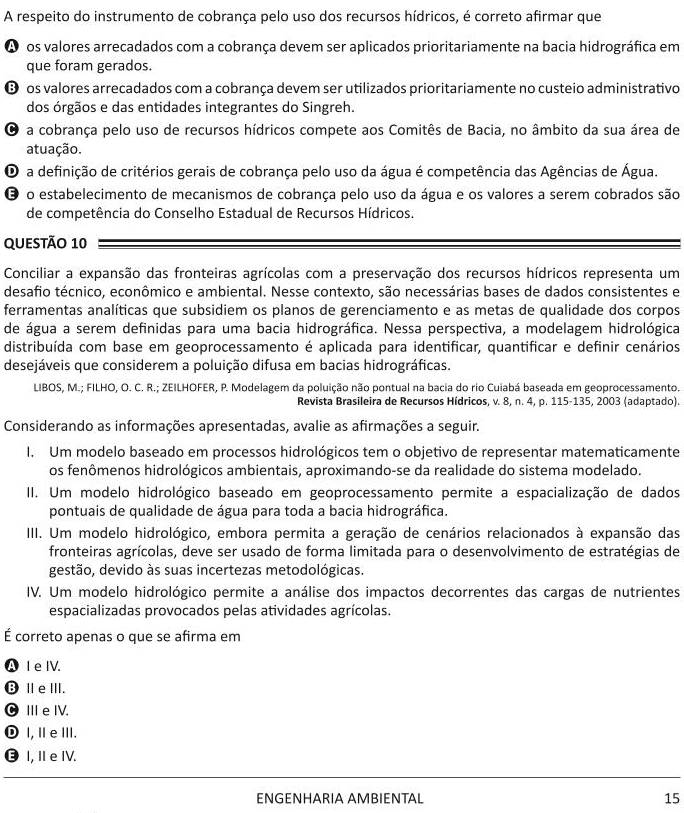 A respeito do instrumento de cobrança pelo uso dos recursos hídricos, é correto afirmar que
A os valores arrecadados com a cobrança devem ser aplicados prioritariamente na bacia hidrográfica em
que foram gerados.
B os valores arrecadados com a cobrança devem ser utilizados prioritariamente no custeio administrativo
dos órgãos e das entidades integrantes do Singreh.
C a cobrança pelo uso de recursos hídricos compete aos Comitês de Bacia, no âmbito da sua área de
atuação.
D a definição de critérios gerais de cobrança pelo uso da água é competência das Agências de Água.
E o estabelecimento de mecanismos de cobrança pelo uso da água e os valores a serem cobrados são
de competência do Conselho Estadual de Recursos Hídricos.
QUESTÃO 10
Conciliar a expansão das fronteiras agrícolas com a preservação dos recursos hídricos representa um
desafio técnico, econômico e ambiental. Nesse contexto, são necessárias bases de dados consistentes e
ferramentas analíticas que subsidiem os planos de gerenciamento e as metas de qualidade dos corpos
de água a serem definidas para uma bacia hidrográfica. Nessa perspectiva, a modelagem hidrológica
distribuída com base em geoprocessamento é aplicada para identificar, quantificar e definir cenários
desejáveis que considerem a poluição difusa em bacias hidrográficas.
LIBOS, M.; FILHO, O. C. R.; ZEILHOFER, P. Modelagem da poluição não pontual na bacia do rio Cuiabá baseada em geoprocessamento.
Revista Brasileira de Recursos Hídricos, v. 8, n. 4, p. 115-135, 2003 (adaptado).
Considerando as informações apresentadas, avalie as afirmações a seguir.
I. Um modelo baseado em processos hidrológicos tem o objetivo de representar matematicamente
os fenômenos hidrológicos ambientais, aproximando-se da realidade do sistema modelado.
II. Um modelo hidrológico baseado em geoprocessamento permite a espacialização de dados
pontuais de qualidade de água para toda a bacia hidrográfica.
III. Um modelo hidrológico, embora permita a geração de cenários relacionados à expansão das
fronteiras agrícolas, deve ser usado de forma limitada para o desenvolvimento de estratégias de
gestão, devido às suas incertezas metodológicas.
IV. Um modelo hidrológico permite a análise dos impactos decorrentes das cargas de nutrientes
espacializadas provocados pelas atividades agrícolas.
É correto apenas o que se afirma em
A I e IV.
B II e III.
C III e IV.
D I, II e III.
E I, II e IV.
ENGENHARIA AMBIENTAL 15